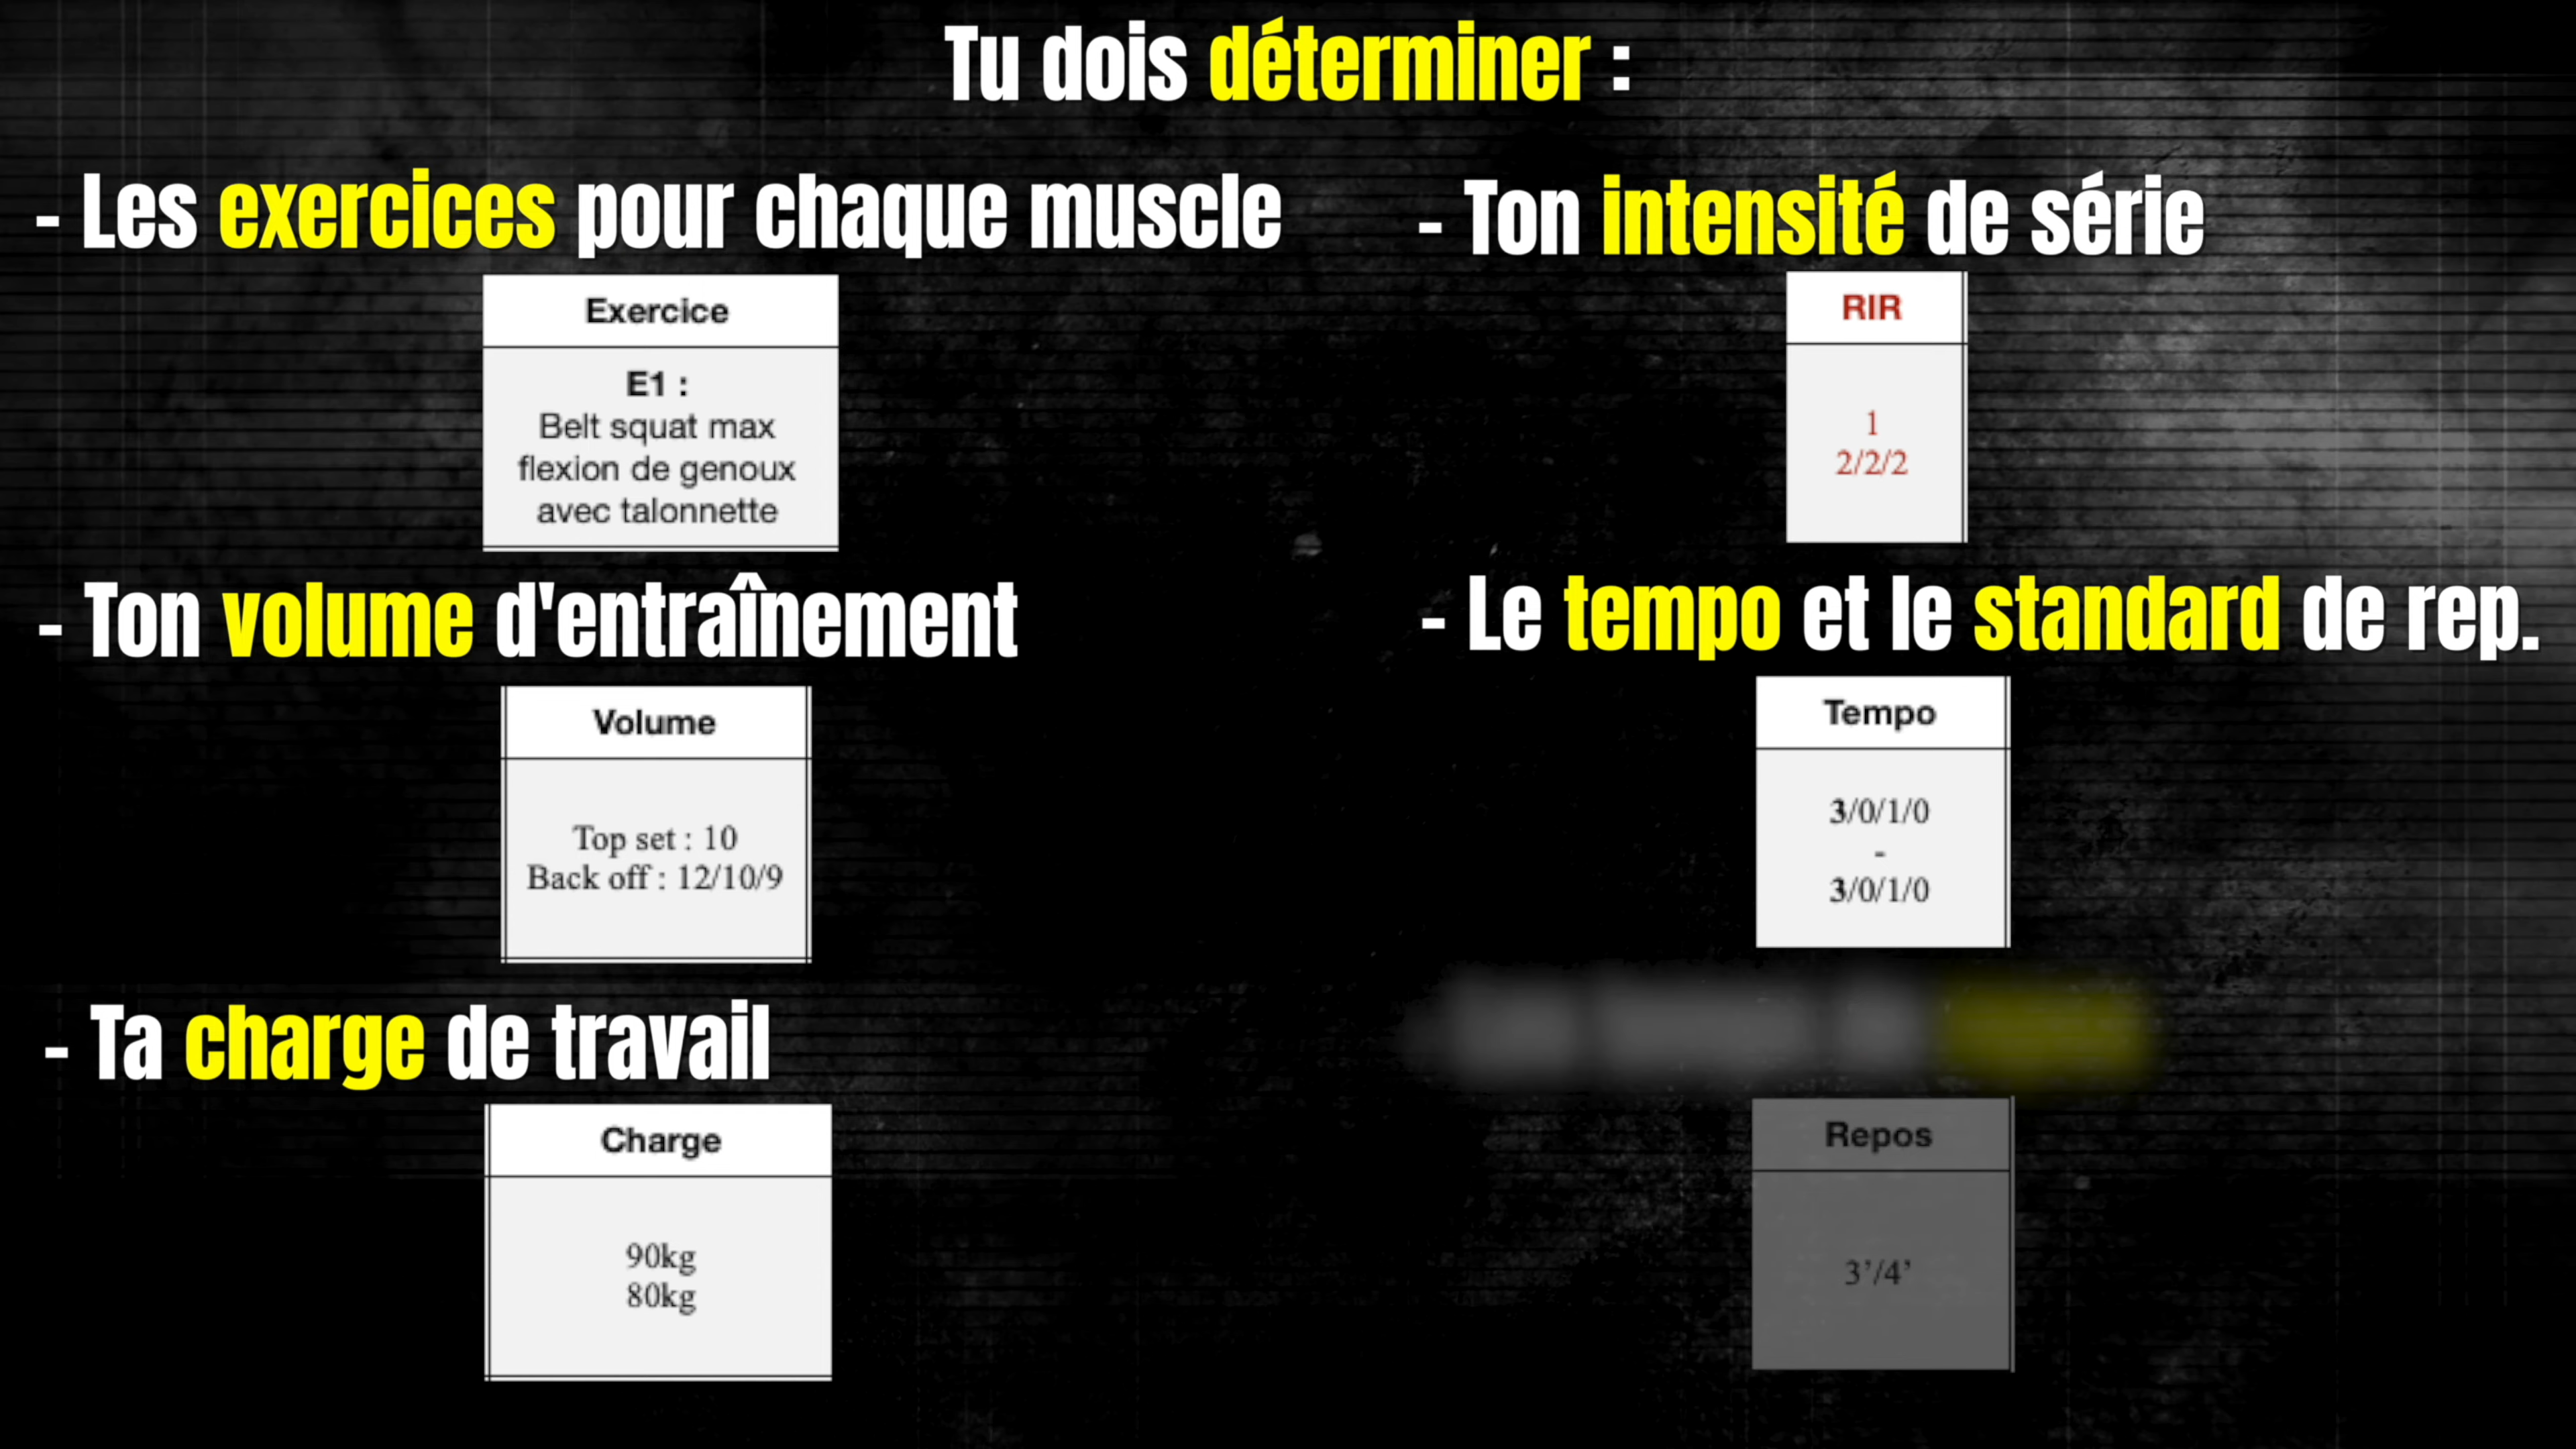 Tu dois déterminer :
- Les exercices pour chaque muscle
Exercice
E1 :
Belt squat max
flexion de genoux
avec talonnette
- Ton volume d'entraînement
Volume
Top set : 10
Back off : 12/10/9
- Ta charge de travail
Charge
90kg
80kg
- Ton intensité de série
RIR
1
2/2/2
- Le tempo et le standard de rep.
Tempo
3/0/1/0
-
3/0/1/0
Repos
3’/4’